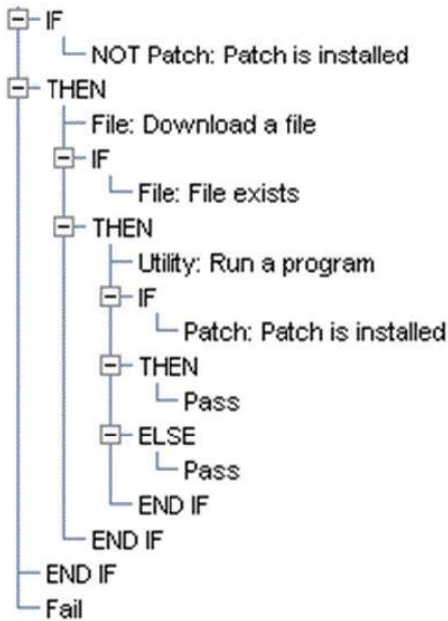 IF
NOT Patch: Patch is installed
THEN
File: Download a file
IF
File: File exists
THEN
Utility: Run a program
IF
Patch: Patch is installed
THEN
Pass
ELSE
Pass
END IF
END IF
END IF
Fail